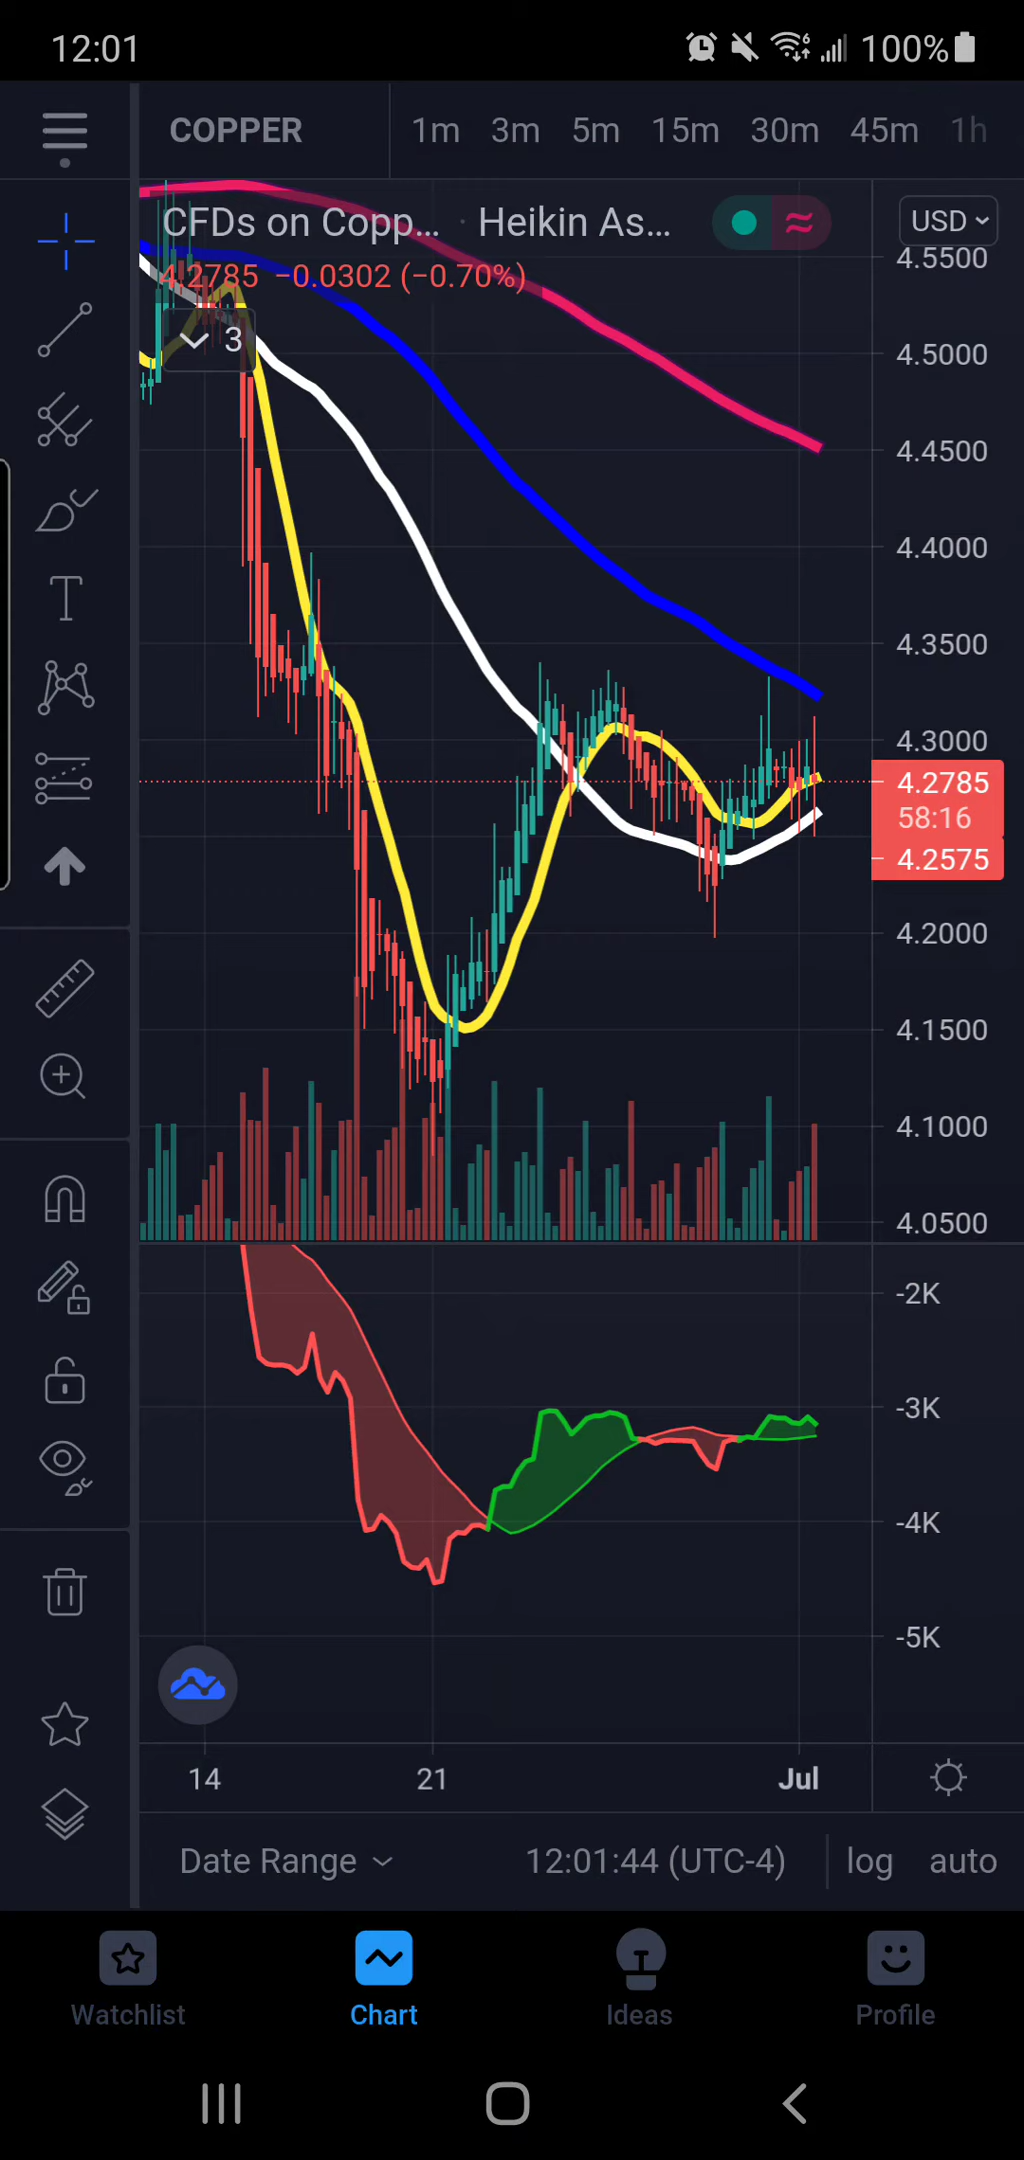 12:01 6 100%
COPPER 1m 3m 5m 15m 30m 45m 1h
CFDs on Copp... · Heikin As... USD
4.2785 −0.0302 (−0.70%)
3
4.5500
4.5000
4.4500
4.4000
4.3500
4.3000
4.2785
58:16
4.2575
4.2000
4.1500
4.1000
4.0500
-2K
-3K
-4K
-5K
14 21 Jul
Date Range 12:01:44 (UTC-4) log auto
Watchlist Chart Ideas Profile